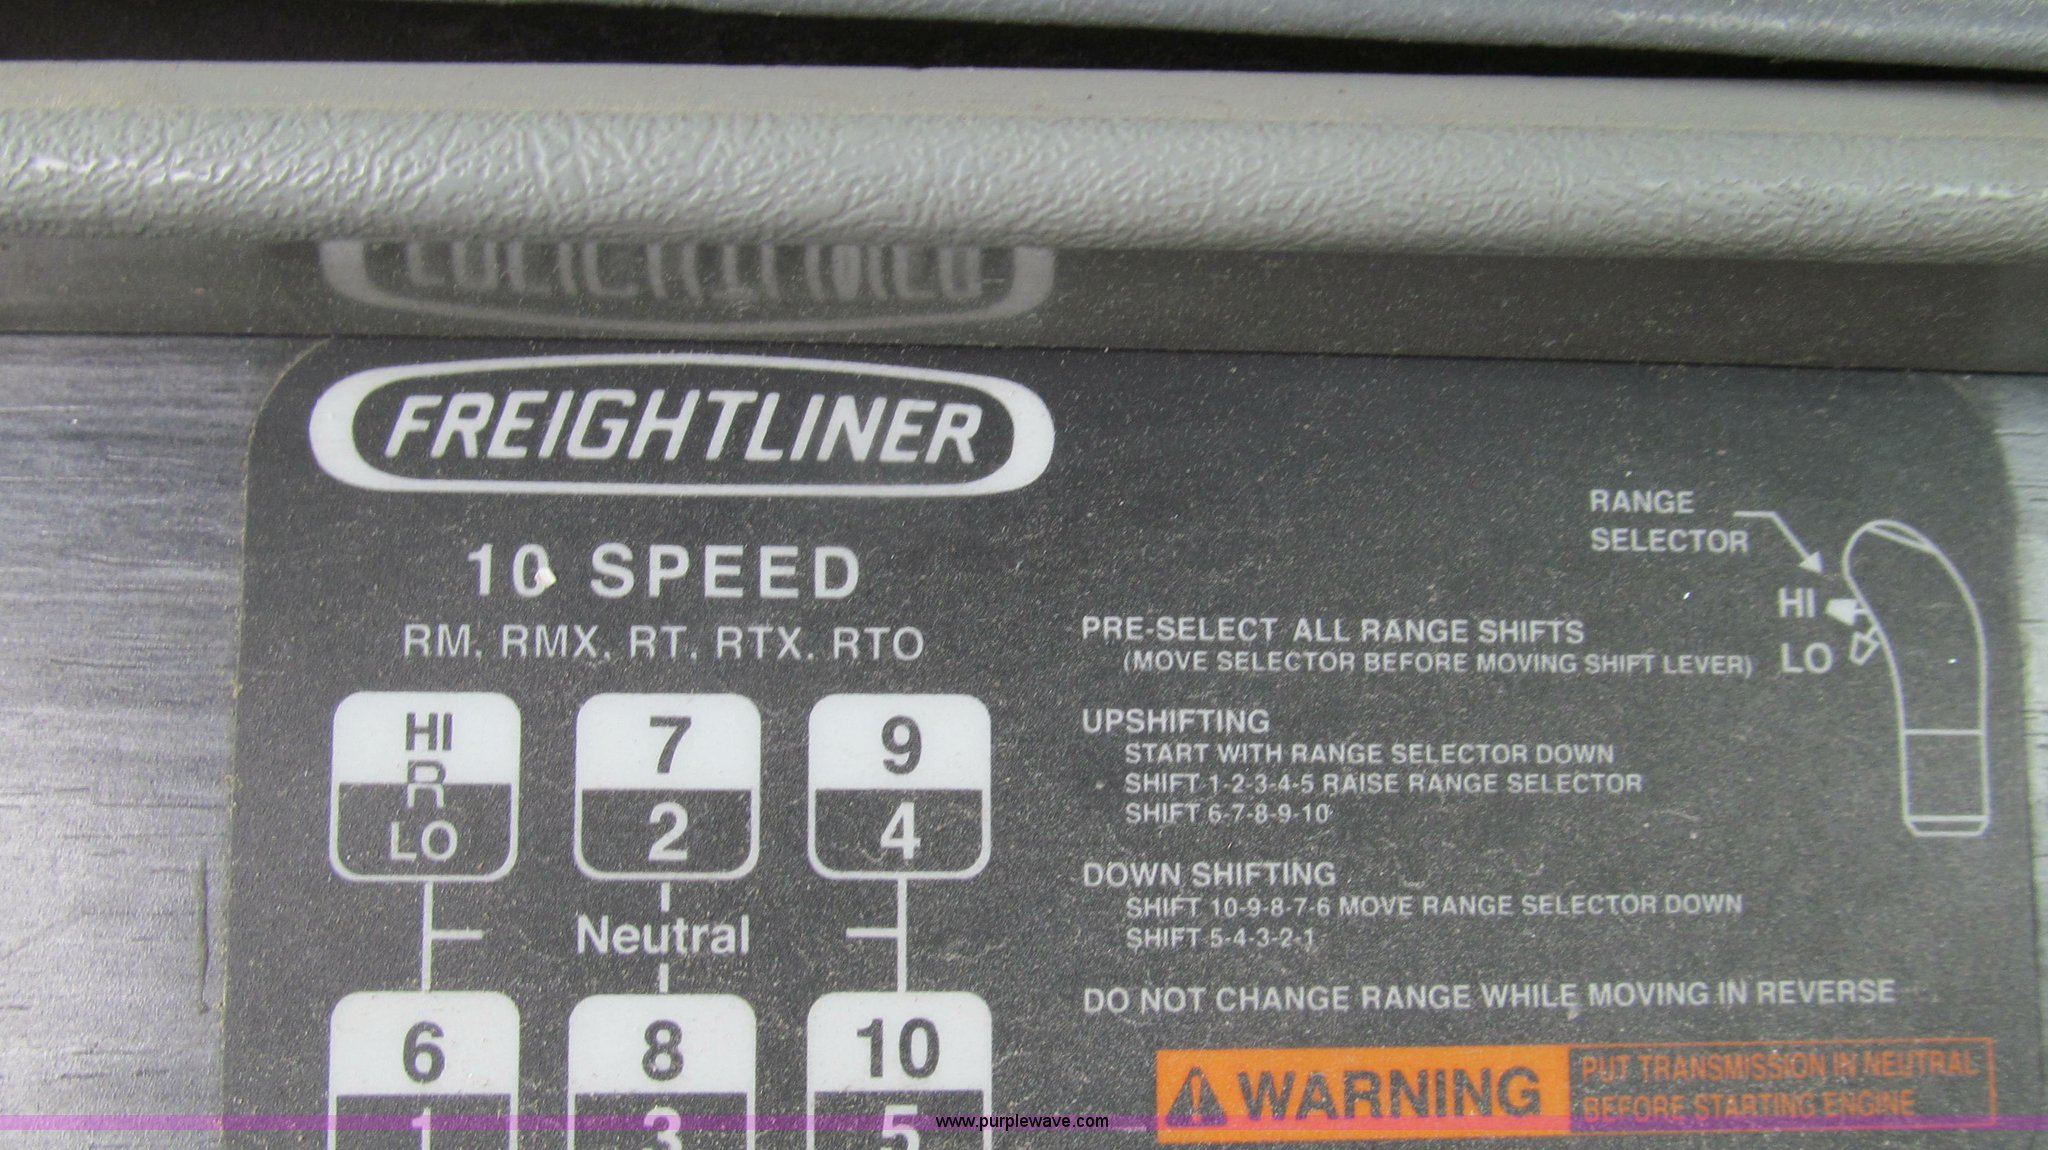 FREIGHTLINER
10 SPEED
RM, RMX, RT, RTX, RTO
HI
R
LO
7
2
9
4
Neutral
6
1
8
3
10
5
RANGE
SELECTOR
HI
LO
PRE-SELECT ALL RANGE SHIFTS
(MOVE SELECTOR BEFORE MOVING SHIFT LEVER)
UPSHIFTING
START WITH RANGE SELECTOR DOWN
SHIFT 1-2-3-4-5 RAISE RANGE SELECTOR
SHIFT 6-7-8-9-10
DOWN SHIFTING
SHIFT 10-9-8-7-6 MOVE RANGE SELECTOR DOWN
SHIFT 5-4-3-2-1
DO NOT CHANGE RANGE WHILE MOVING IN REVERSE
WARNING
PUT TRANSMISSION IN NEUTRAL
BEFORE STARTING ENGINE
www.purplewave.com